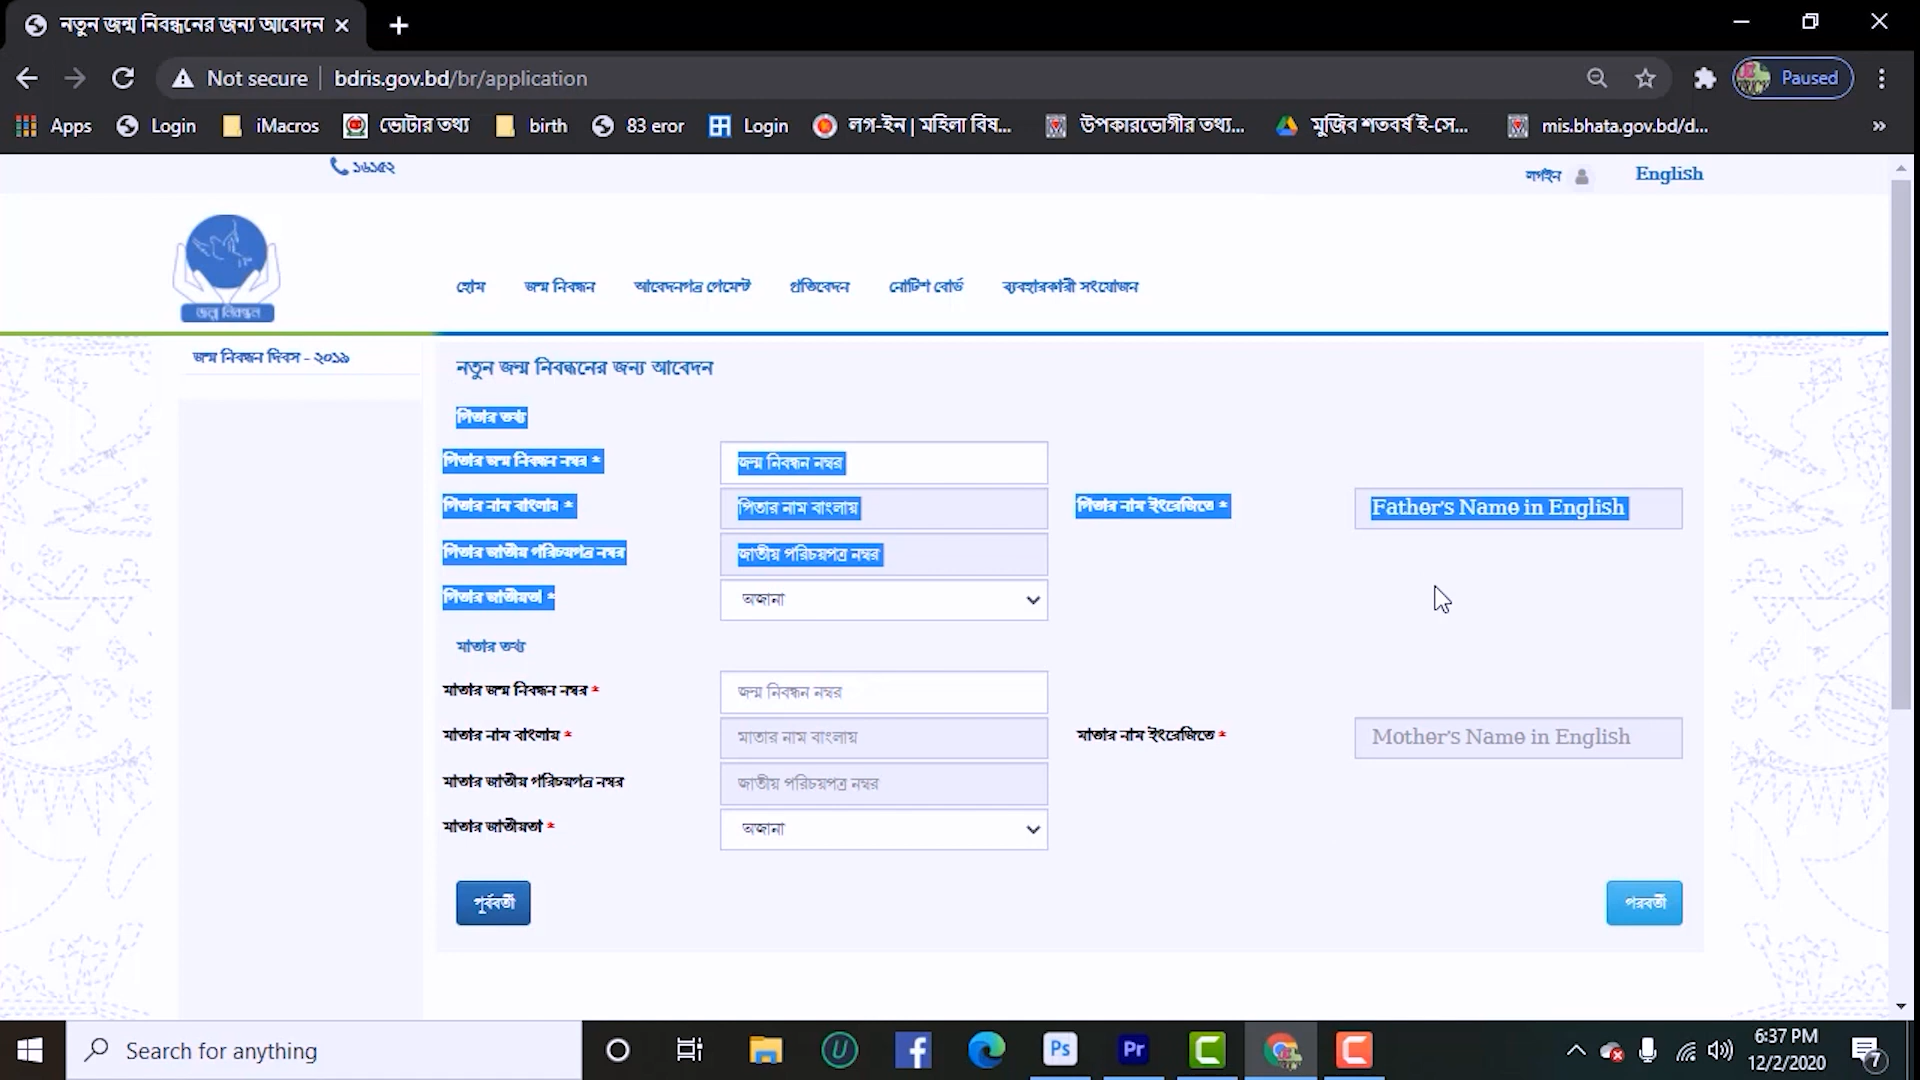 নতুন জন্ম নিবন্ধনের জন্য আবেদন
Not secure bdris.gov.bd/br/application Paused
Apps Login iMacros ভোটার তথ্য birth 83 eror Login লগ-ইন | মহিলা বিষ... উপকারভোগীর তথ্য... মুজিব শতবর্ষ ই-সে... mis.bhata.gov.bd/d... »
১৬১৫২ লগইন English
জন্ম নিবন্ধন
হোম জন্ম নিবন্ধন আবেদনপত্র পেমেন্ট প্রতিবেদন নোটিশ বোর্ড ব্যবহারকারী সংযোজন
জন্ম নিবন্ধন দিবস - ২০১৯
নতুন জন্ম নিবন্ধনের জন্য আবেদন
পিতার তথ্য
পিতার জন্ম নিবন্ধন নম্বর * জন্ম নিবন্ধন নম্বর
পিতার নাম বাংলায় * পিতার নাম বাংলায় পিতার নাম ইংরেজিতে * Father's Name in English
পিতার জাতীয় পরিচয়পত্র নম্বর জাতীয় পরিচয়পত্র নম্বর
পিতার জাতীয়তা * অজানা
মাতার তথ্য
মাতার জন্ম নিবন্ধন নম্বর * জন্ম নিবন্ধন নম্বর
মাতার নাম বাংলায় * মাতার নাম বাংলায় মাতার নাম ইংরেজিতে * Mother's Name in English
মাতার জাতীয় পরিচয়পত্র নম্বর জাতীয় পরিচয়পত্র নম্বর
মাতার জাতীয়তা * অজানা
পূর্ববর্তী পরবর্তী
Search for anything Ps Pr 6:37 PM
12/2/2020 7